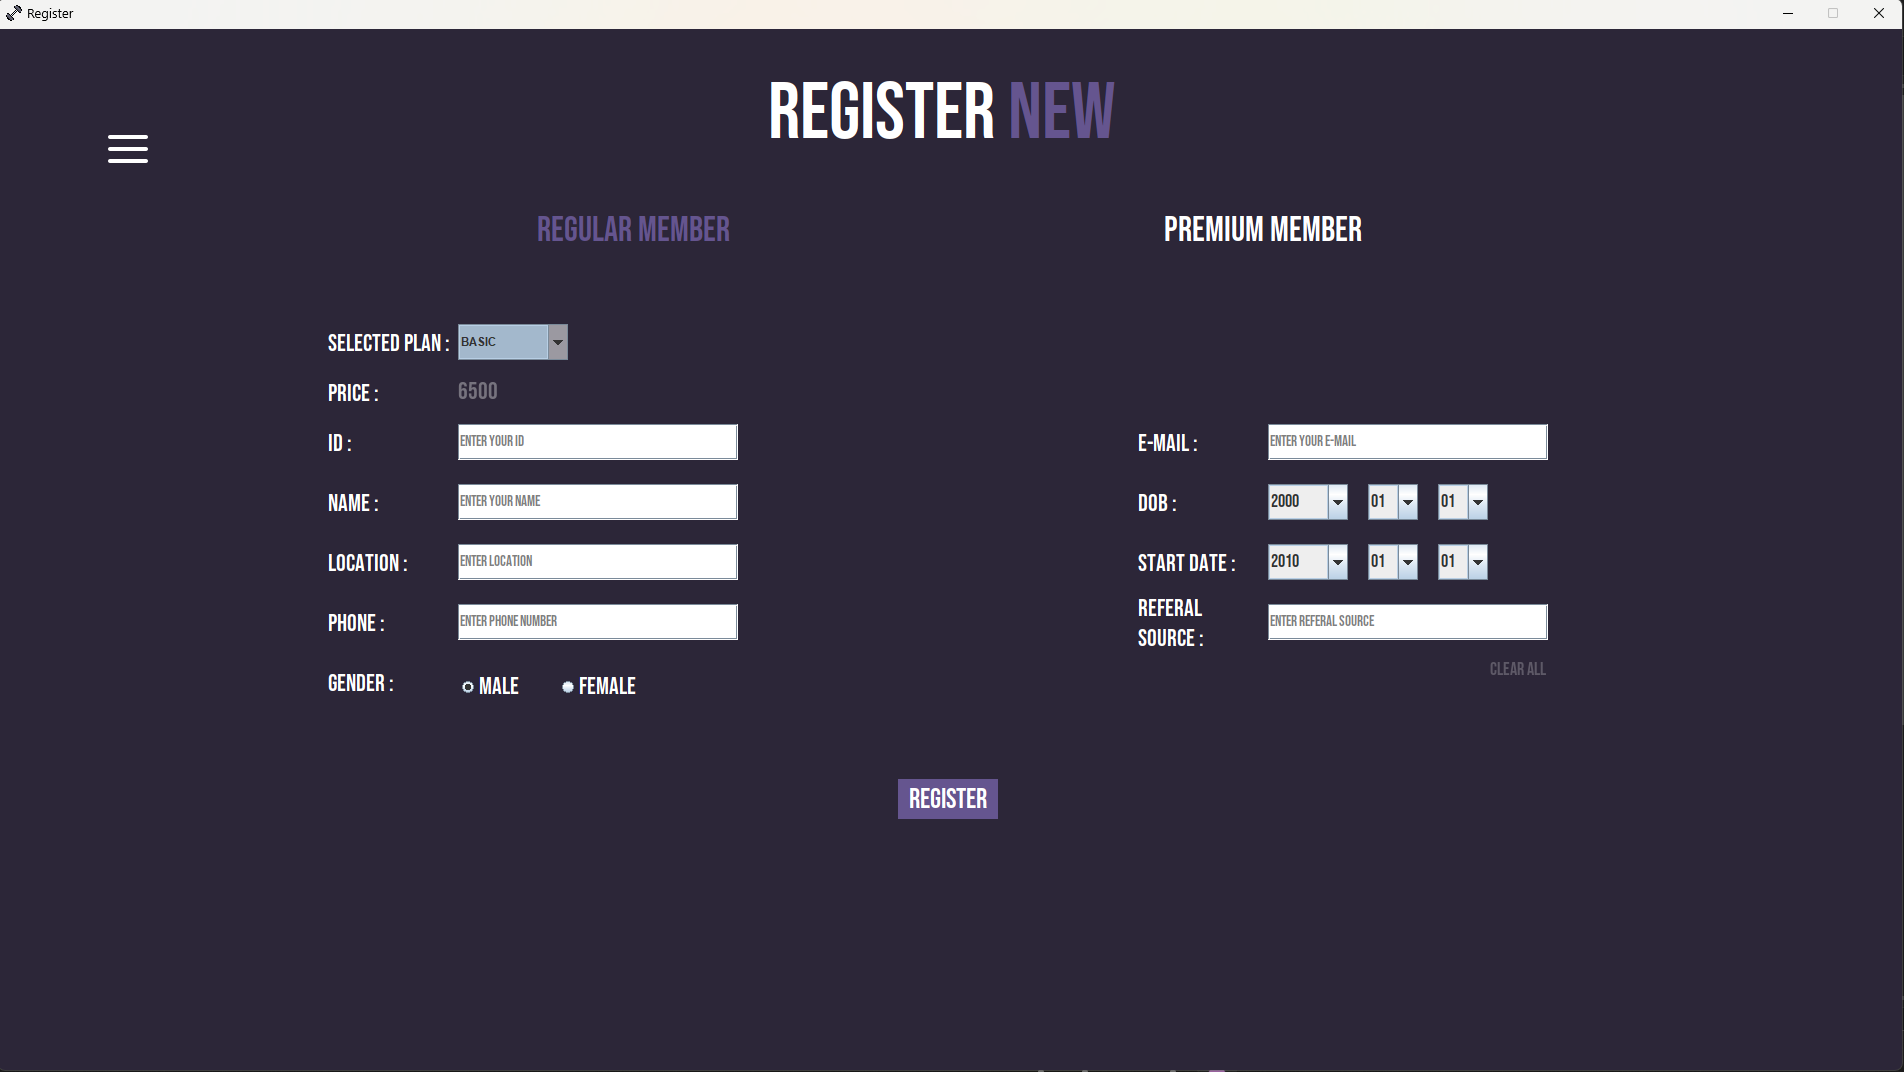 Register
REGISTER NEW
REGULAR MEMBER
PREMIUM MEMBER
SELECTED PLAN : BASIC
PRICE : 6500
ID : ENTER YOUR ID
NAME : ENTER YOUR NAME
LOCATION : ENTER LOCATION
PHONE : ENTER PHONE NUMBER
GENDER : MALE FEMALE
E-MAIL : ENTER YOUR E-MAIL
DOB : 2000 01 01
START DATE : 2010 01 01
REFERAL
SOURCE : ENTER REFERAL SOURCE
CLEAR ALL
REGISTER